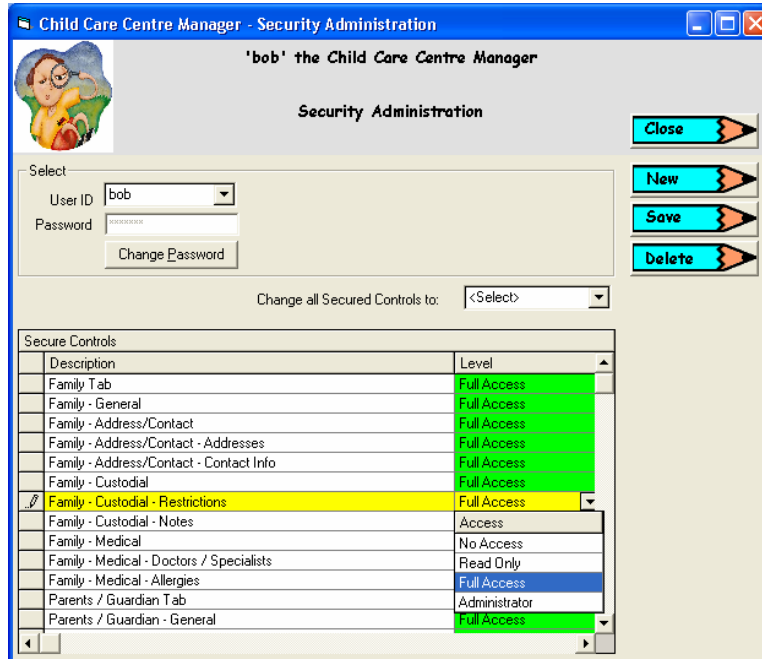 Child Care Centre Manager - Security Administration
'bob' the Child Care Centre Manager
Security Administration
Close
New
Save
Delete
Select
User ID bob
Password xxxxxxx
Change Password
Change all Secured Controls to: <Select>
Secure Controls
Description Level
Family Tab Full Access
Family - General Full Access
Family - Address/Contact Full Access
Family - Address/Contact - Addresses Full Access
Family - Address/Contact - Contact Info Full Access
Family - Custodial Full Access
Family - Custodial - Restrictions Full Access
Family - Custodial - Notes Access
Family - Medical No Access
Family - Medical - Doctors / Specialists Read Only
Family - Medical - Allergies Full Access
Parents / Guardian Tab Administrator
Parents / Guardian - General Full Access